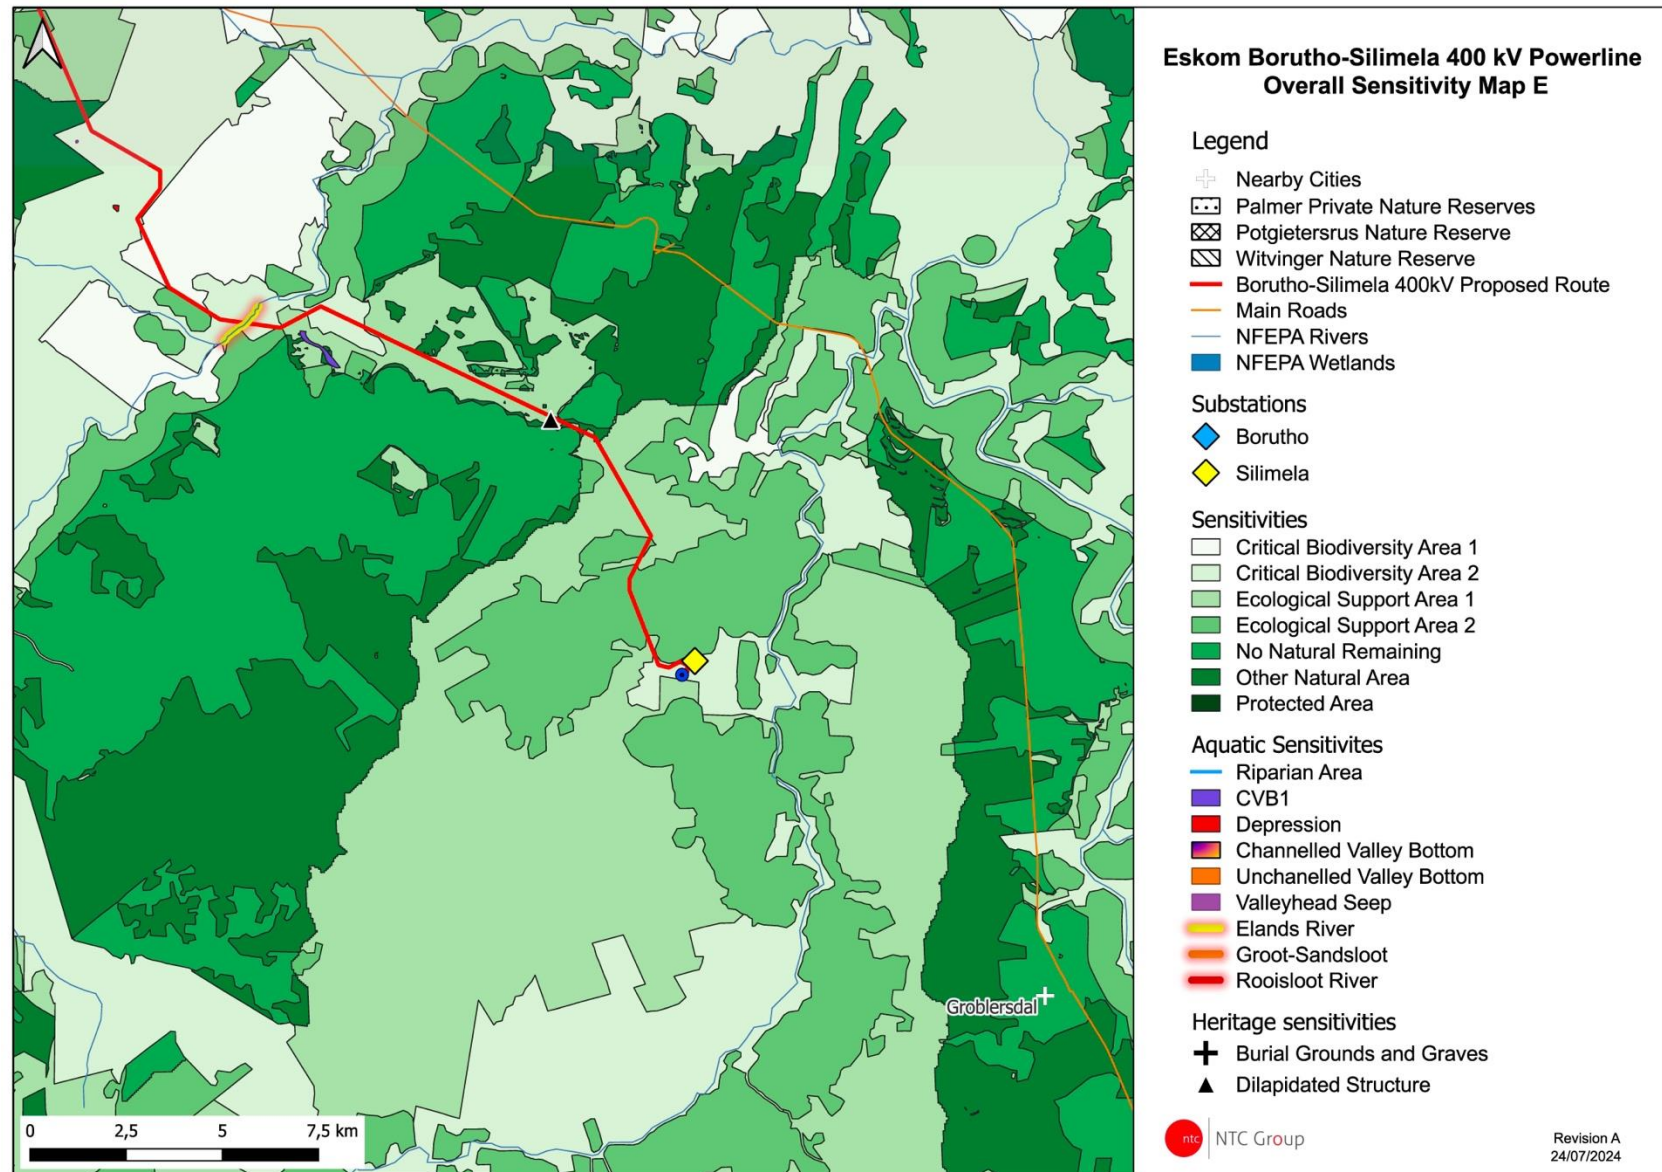 Eskom Borutho-Silimela 400 kV Powerline
Overall Sensitivity Map E
Legend
Nearby Cities
Palmer Private Nature Reserves
Potgietersrus Nature Reserve
Witvinger Nature Reserve
Borutho-Silimela 400kV Proposed Route
Main Roads
NFEPA Rivers
NFEPA Wetlands
Substations
Borutho
Silimela
Sensitivities
Critical Biodiversity Area 1
Critical Biodiversity Area 2
Ecological Support Area 1
Ecological Support Area 2
No Natural Remaining
Other Natural Area
Protected Area
Aquatic Sensitivites
Riparian Area
CVB1
Depression
Channelled Valley Bottom
Unchanelled Valley Bottom
Valleyhead Seep
Elands River
Groot-Sandsloot
Rooisloot River
Heritage sensitivities
Burial Grounds and Graves
Dilapidated Structure
Groblersdal
0 2,5 5 7,5 km
ntc NTC Group
Revision A
24/07/2024